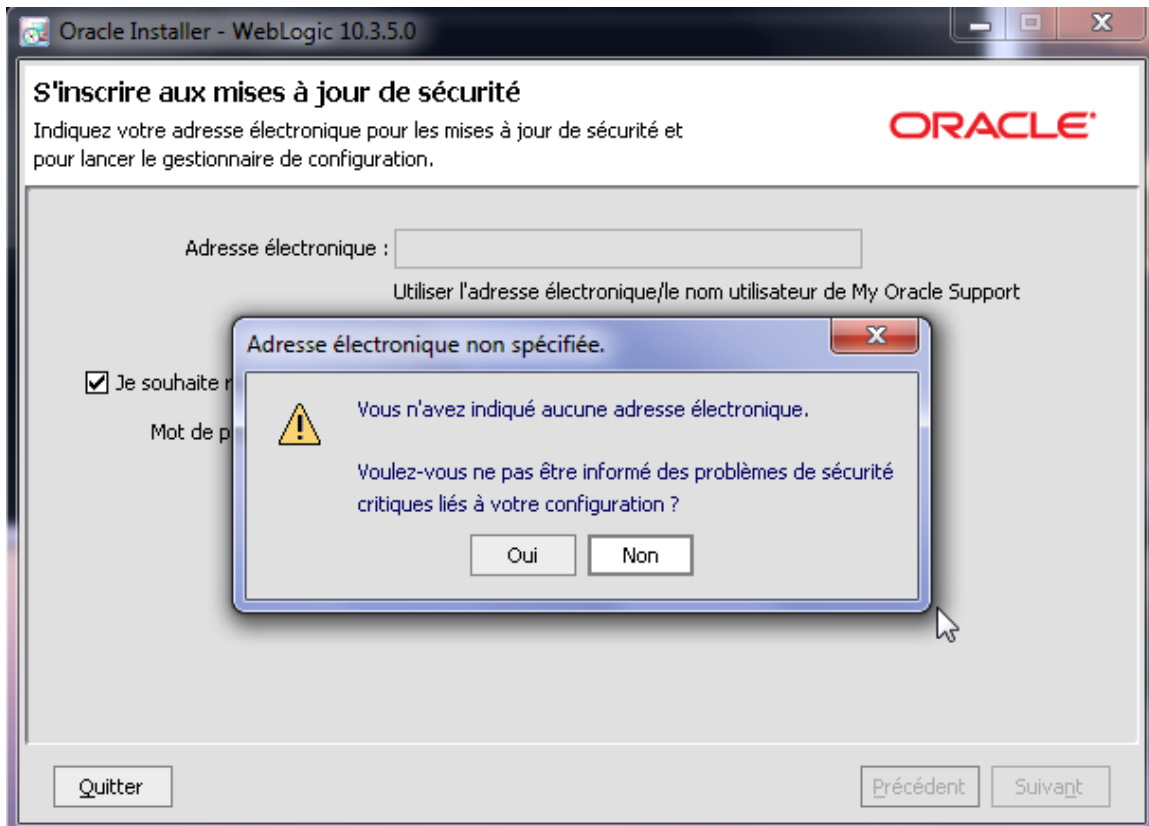 Oracle Installer - WebLogic 10.3.5.0
S'inscrire aux mises à jour de sécurité
Indiquez votre adresse électronique pour les mises à jour de sécurité et
pour lancer le gestionnaire de configuration.
ORACLE
Adresse électronique :
Utiliser l'adresse électronique/le nom utilisateur de My Oracle Support
Adresse électronique non spécifiée.
Je souhaite r
Vous n'avez indiqué aucune adresse électronique.
Mot de p
Voulez-vous ne pas être informé des problèmes de sécurité
critiques liés à votre configuration ?
Oui Non
Quitter Précédent Suivant